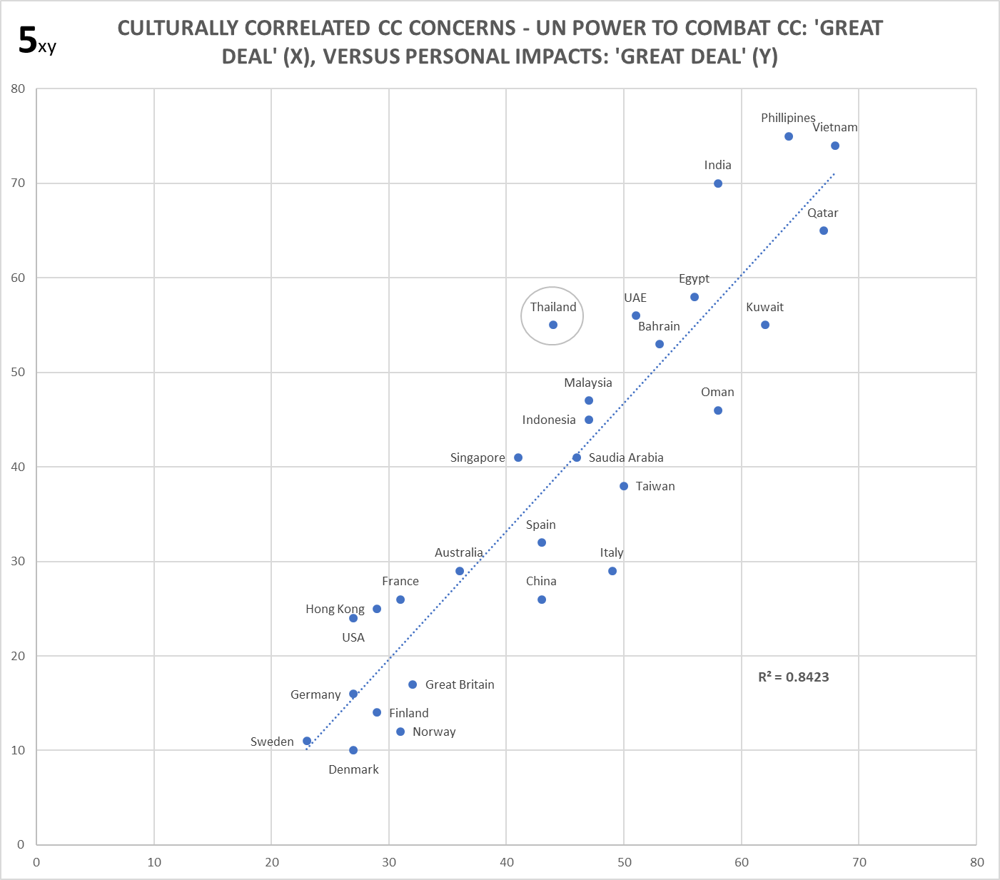 5xy
CULTURALLY CORRELATED CC CONCERNS - UN POWER TO COMBAT CC: 'GREAT
DEAL' (X), VERSUS PERSONAL IMPACTS: 'GREAT DEAL' (Y)
80
Phillipines
Vietnam
India
70
Qatar
60
Egypt
UAE
Thailand
Kuwait
Bahrain
50
Malaysia
Oman
Indonesia
Singapore
Saudia Arabia
40
Taiwan
Spain
Australia
Italy
30
France
China
Hong Kong
USA
20
R² = 0.8423
Great Britain
Germany
Finland
Norway
Sweden
10
Denmark
0
0 10 20 30 40 50 60 70 80